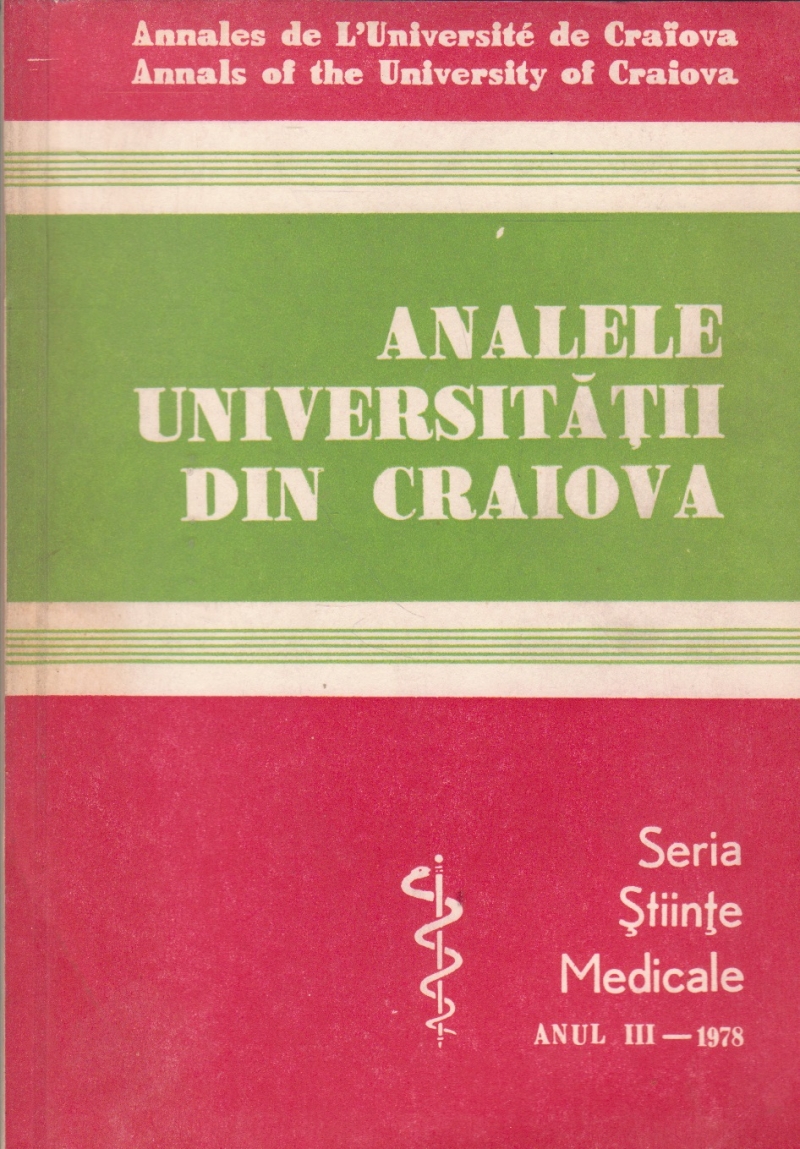 Annales de L'Université de Craïova
Annals of the University of Craiova
ANALELE
UNIVERSITĂŢII
DIN CRAIOVA
Seria
Ştiinţe
Medicale
ANUL III — 1978